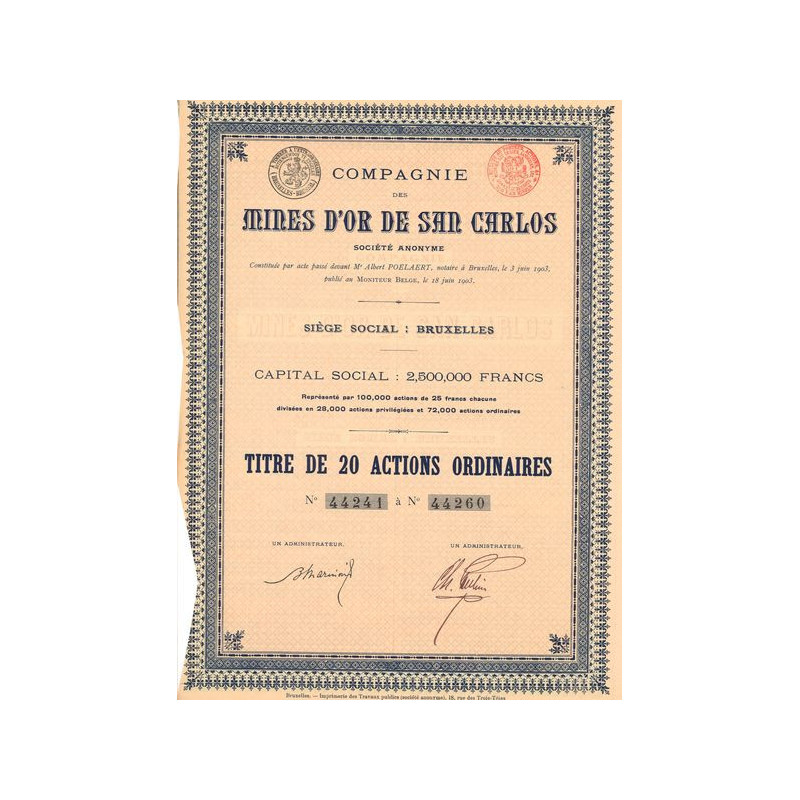 COMPAGNIE
DES
MINES D'OR DE SAN CARLOS
SOCIÉTÉ ANONYME
Constituée par acte passé devant Mᵉ Albert POELAERT, notaire à Bruxelles, le 3 juin 1903,
publié au MONITEUR BELGE, le 18 juin 1903.
SIÈGE SOCIAL : BRUXELLES
CAPITAL SOCIAL : 2,500,000 FRANCS
Représenté par 100,000 actions de 25 francs chacune
divisées en 28,000 actions privilégiées et 72,000 actions ordinaires
TITRE DE 20 ACTIONS ORDINAIRES
Nº 44241 à Nº 44260
UN ADMINISTRATEUR, UN ADMINISTRATEUR,
Bruxelles. — Imprimerie des Travaux publics (société anonyme), 18, rue des Trois-Têtes